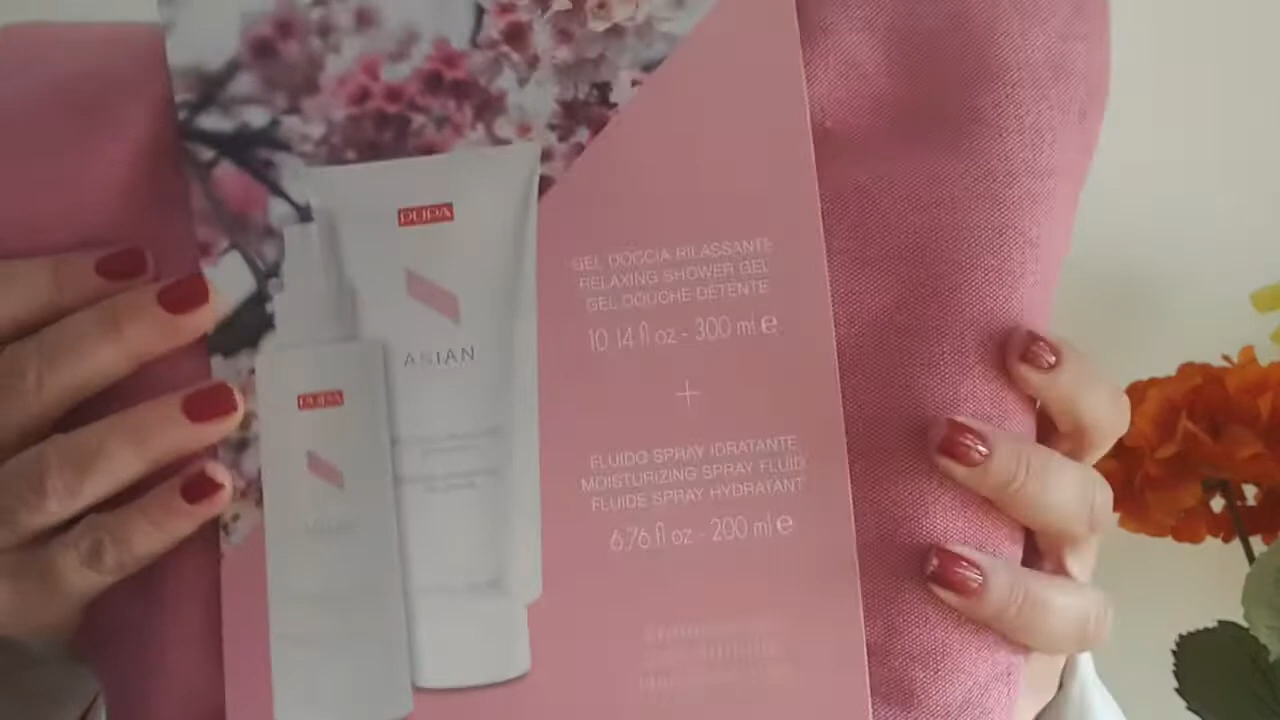 PUPA
ASIAN
PUPA
GEL DOCCIA RILASSANTE
RELAXING SHOWER GEL
GEL DOUCHE DÉTENTE
10.14 fl oz - 300 ml e
+
FLUIDO SPRAY IDRATANTE
MOISTURIZING SPRAY FLUID
FLUIDE SPRAY HYDRATANT
6.76 fl oz - 200 ml e